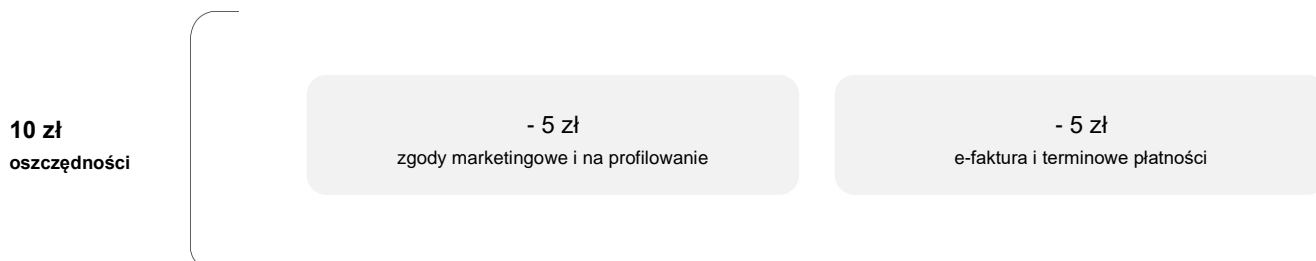 10 zł
oszczędności
- 5 zł
zgody marketingowe i na profilowanie
- 5 zł
e-faktura i terminowe płatności